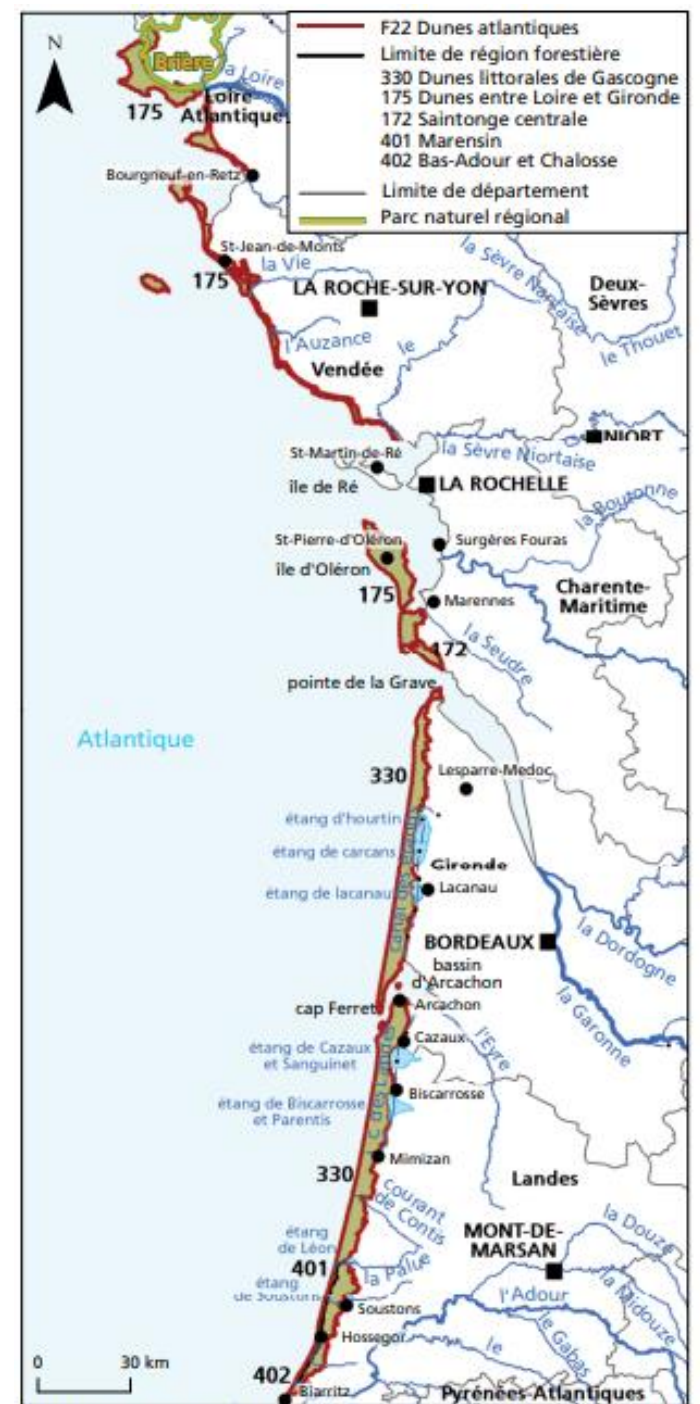 N
F22 Dunes atlantiques
Limite de région forestière
330 Dunes littorales de Gascogne
175 Dunes entre Loire et Gironde
172 Saintonge centrale
401 Marensin
402 Bas-Adour et Chalosse
Limite de département
Parc naturel régional
Brière
la Loire
175
Loire
Atlantique
Bourgneuf-en-Retz
St-Jean-de-Monts
175
la Vie
la Sèvre Nantaise
Deux-
Sèvres
LA ROCHE-SUR-YON
le Thouet
l'Auzance
le
Vendée
NIORT
la Sèvre Niortaise
St-Martin-de-Ré
île de Ré
LA ROCHELLE
la Boutonne
St-Pierre-d'Oléron
Surgères Fouras
île d'Oléron
175
Charente-
Maritime
Marennes
172
la Seudre
pointe de la Grave
Atlantique
330
Lesparre-Medoc
étang d'hourtin
étang de carcans
Gironde
étang de lacanau
Lacanau
canal des étangs
BORDEAUX
la Dordogne
bassin
d'Arcachon
la Garonne
cap Ferret
Arcachon
l'Eyre
Cazaux
étang de Cazaux
et Sanguinet
c. des Landes
Biscarrosse
étang de Biscarrosse
et Parentis
Mimizan
330
Landes
courant
de Contis
MONT-DE-
MARSAN
la Douze
étang
de Léon
401
la Palue
la Midouze
étang
de Soustons
l'Adour
Soustons
le Gabas
Hossegor
le
0 30 km
402
Biarritz
Pyrénées-Atlantiques